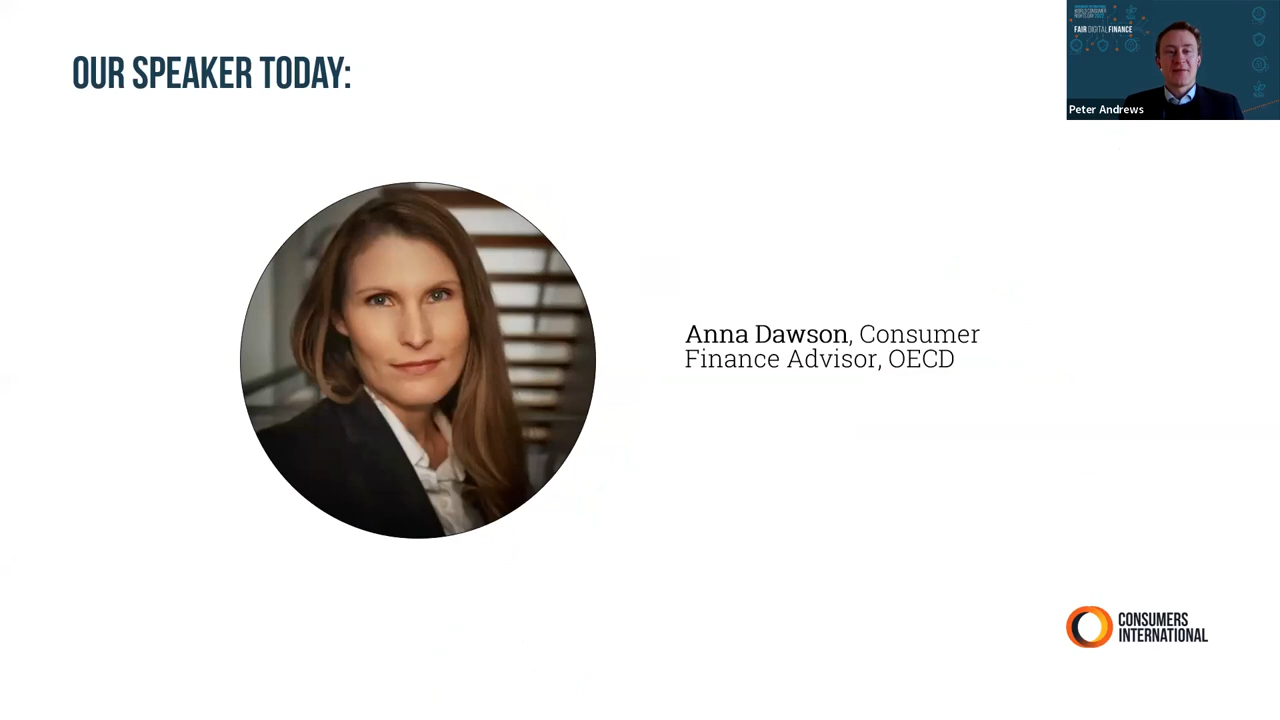 OUR SPEAKER TODAY:
FAIR DIGITAL FINANCE
Peter Andrews
Anna Dawson, Consumer
Finance Advisor, OECD
CONSUMERS
INTERNATIONAL